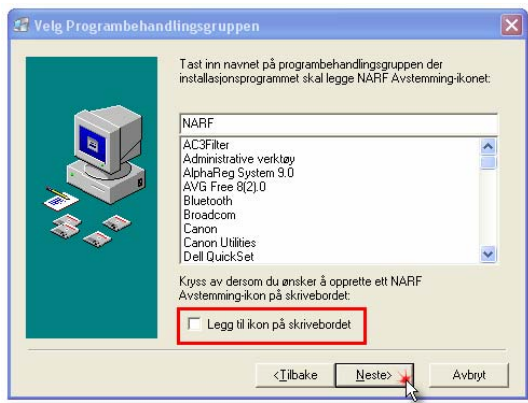 Velg Programbehandlingsgruppen
Tast inn navnet på programbehandlingsgruppen der
installasjonsprogrammet skal legge NARF Avstemming-ikonet:
NARF
AC3Filter
Administrative verktøy
AlphaReg System 9.0
AVG Free 8(2).0
Bluetooth
Broadcom
Canon
Canon Utilities
Dell QuickSet
Kryss av dersom du ønsker å opprette ett NARF
Avstemming-ikon på skrivebordet:
Legg til ikon på skrivebordet
<Tilbake
Neste>
Avbryt